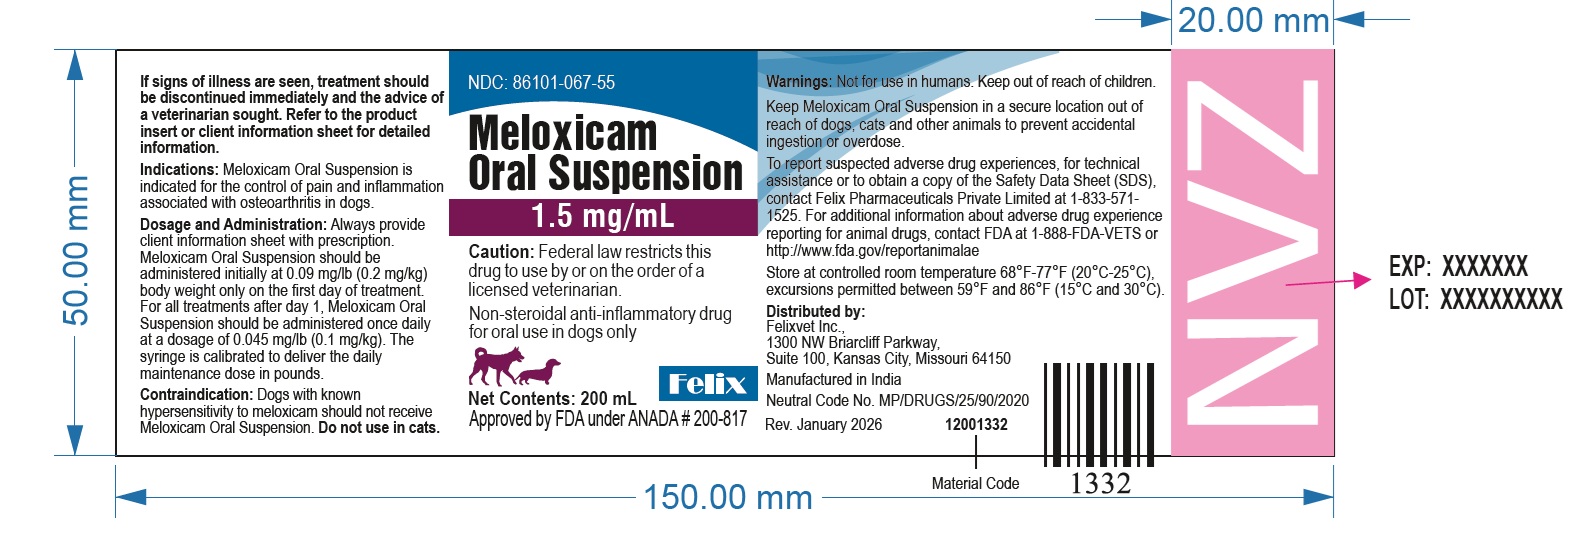 20.00 mm
50.00 mm
If signs of illness are seen, treatment should
be discontinued immediately and the advice of
a veterinarian sought. Refer to the product
insert or client information sheet for detailed
information.
Indications: Meloxicam Oral Suspension is
indicated for the control of pain and inflammation
associated with osteoarthritis in dogs.
Dosage and Administration: Always provide
client information sheet with prescription.
Meloxicam Oral Suspension should be
administered initially at 0.09 mg/lb (0.2 mg/kg)
body weight only on the first day of treatment.
For all treatments after day 1, Meloxicam Oral
Suspension should be administered once daily
at a dosage of 0.045 mg/lb (0.1 mg/kg). The
syringe is calibrated to deliver the daily
maintenance dose in pounds.
Contraindication: Dogs with known
hypersensitivity to meloxicam should not receive
Meloxicam Oral Suspension. Do not use in cats.
NDC: 86101-067-55
Meloxicam
Oral Suspension
1.5 mg/mL
Caution: Federal law restricts this
drug to use by or on the order of a
licensed veterinarian.
Non-steroidal anti-inflammatory drug
for oral use in dogs only
Felix
Net Contents: 200 mL
Approved by FDA under ANADA # 200-817
Warnings: Not for use in humans. Keep out of reach of children.
Keep Meloxicam Oral Suspension in a secure location out of
reach of dogs, cats and other animals to prevent accidental
ingestion or overdose.
To report suspected adverse drug experiences, for technical
assistance or to obtain a copy of the Safety Data Sheet (SDS),
contact Felix Pharmaceuticals Private Limited at 1-833-571-
1525. For additional information about adverse drug experience
reporting for animal drugs, contact FDA at 1-888-FDA-VETS or
http://www.fda.gov/reportanimalae
Store at controlled room temperature 68°F-77°F (20°C-25°C),
excursions permitted between 59°F and 86°F (15°C and 30°C).
Distributed by:
Felixvet Inc.,
1300 NW Briarcliff Parkway,
Suite 100, Kansas City, Missouri 64150
Manufactured in India
Neutral Code No. MP/DRUGS/25/90/2020
Rev. January 2026 12001332
Material Code
1332
NVZ
EXP: XXXXXXX
LOT: XXXXXXXXXX
150.00 mm